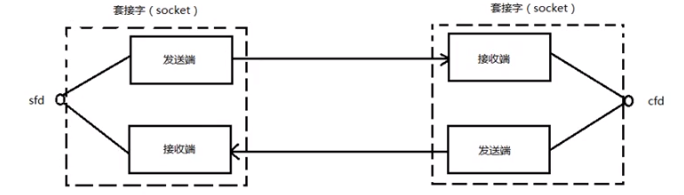 套接字（socket）
套接字（socket）
发送端
接收端
sfd
cfd
接收端
发送端